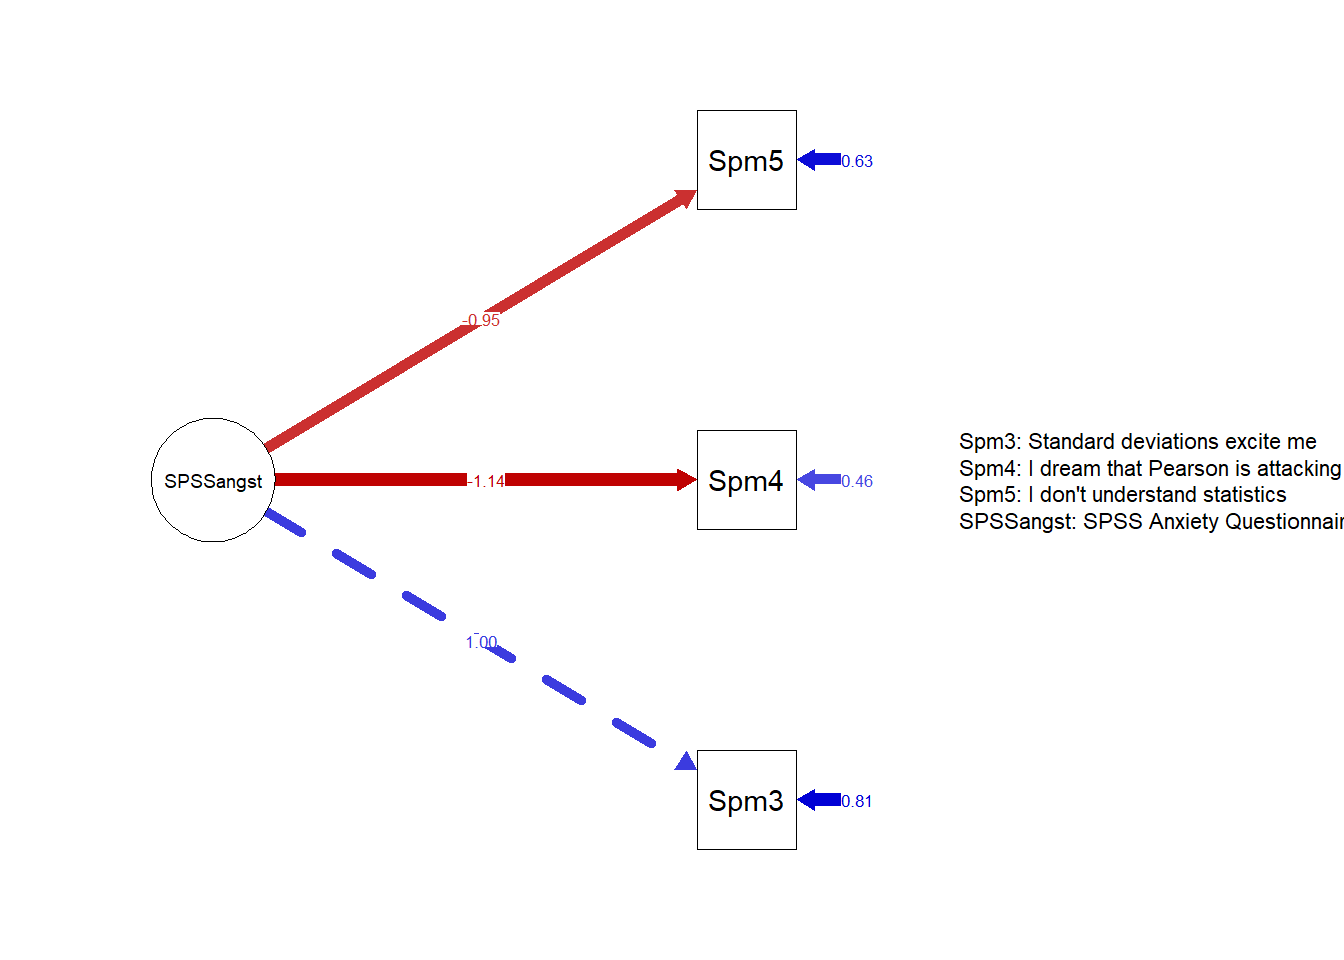 Spm5
0.63
-0.95
SPSSangst
-1.14
Spm4
0.46
Spm3: Standard deviations excite me
Spm4: I dream that Pearson is attacking
Spm5: I don't understand statistics
SPSSangst: SPSS Anxiety
1.00
Spm3
0.81